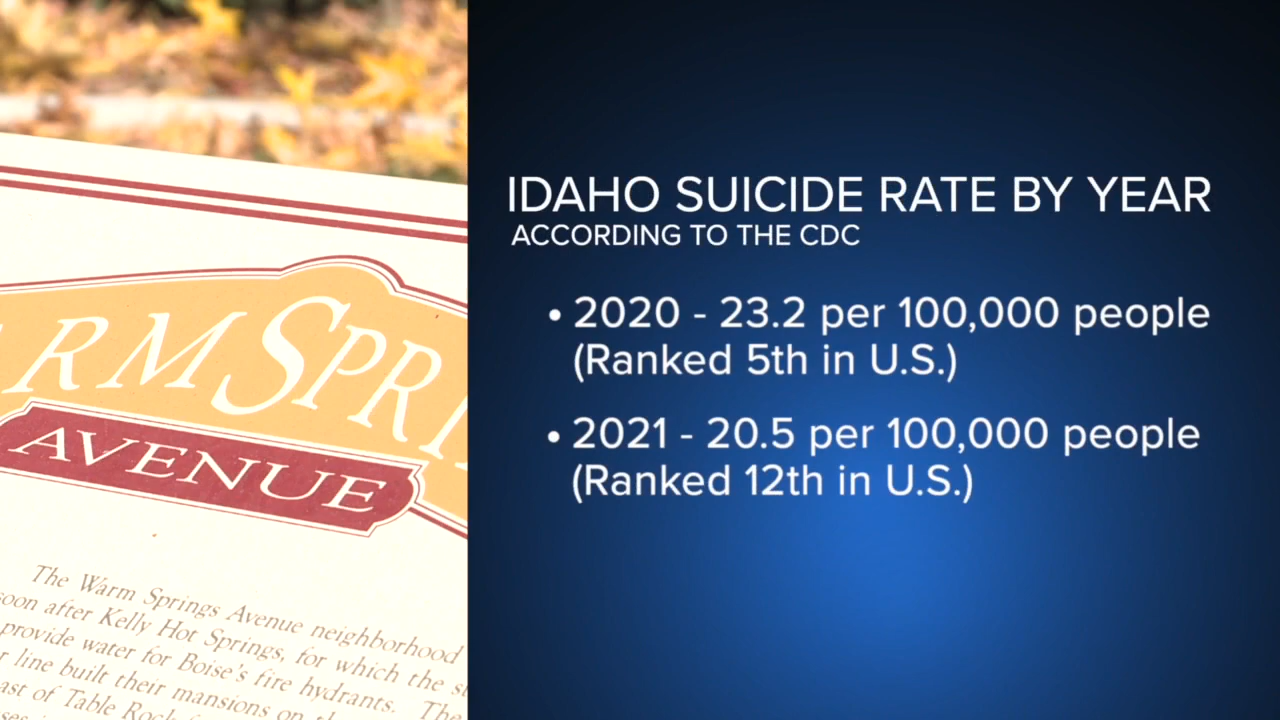 SPRI
AVENUE
The Warm Springs Avenue neighborhood
soon after Kelly Hot Springs, for which the
provide water for Boise's fire hydrants. The
line built their mansions on
of Table Rock
IDAHO SUICIDE RATE BY YEAR
ACCORDING TO THE CDC
• 2020 - 23.2 per 100,000 people
(Ranked 5th in U.S.)
• 2021 - 20.5 per 100,000 people
(Ranked 12th in U.S.)